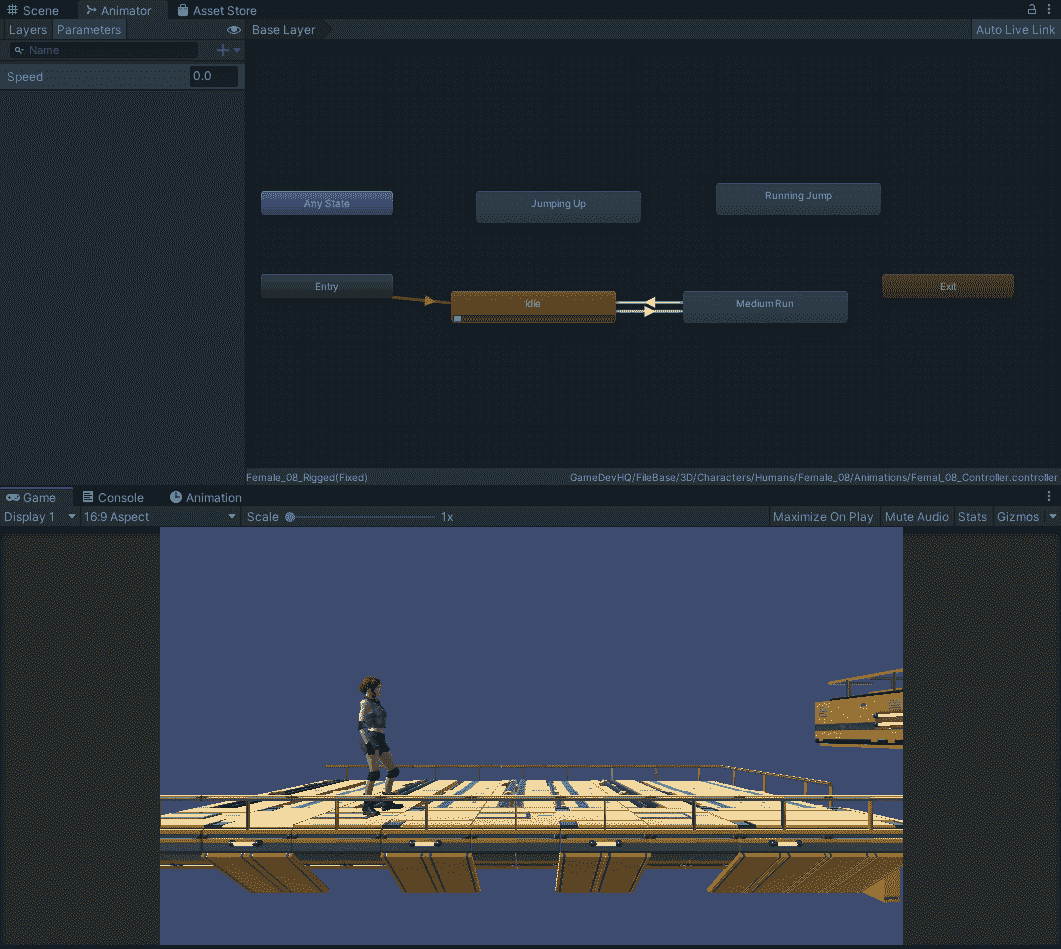 Scene Animator Asset Store
Layers Parameters Base Layer Auto Live Link
Name
Speed 0.0
Any State Jumping Up Running Jump
Entry Idle Medium Run Exit
Female_08_Rigged(Fixed) GameDevHQ/FileBase/3D/Characters/Humans/Female_08/Animations/Femal_08_Controller.controller
Game Console Animation
Display 1 16:9 Aspect Scale 1x Maximize On Play Mute Audio Stats Gizmos